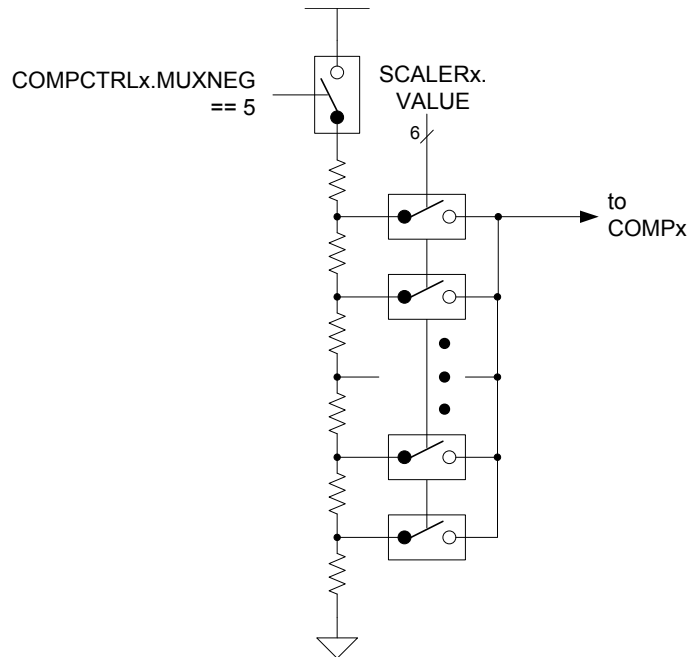 COMPCTRLx.MUXNEG
== 5
SCALERx.
VALUE
6
to
COMPx